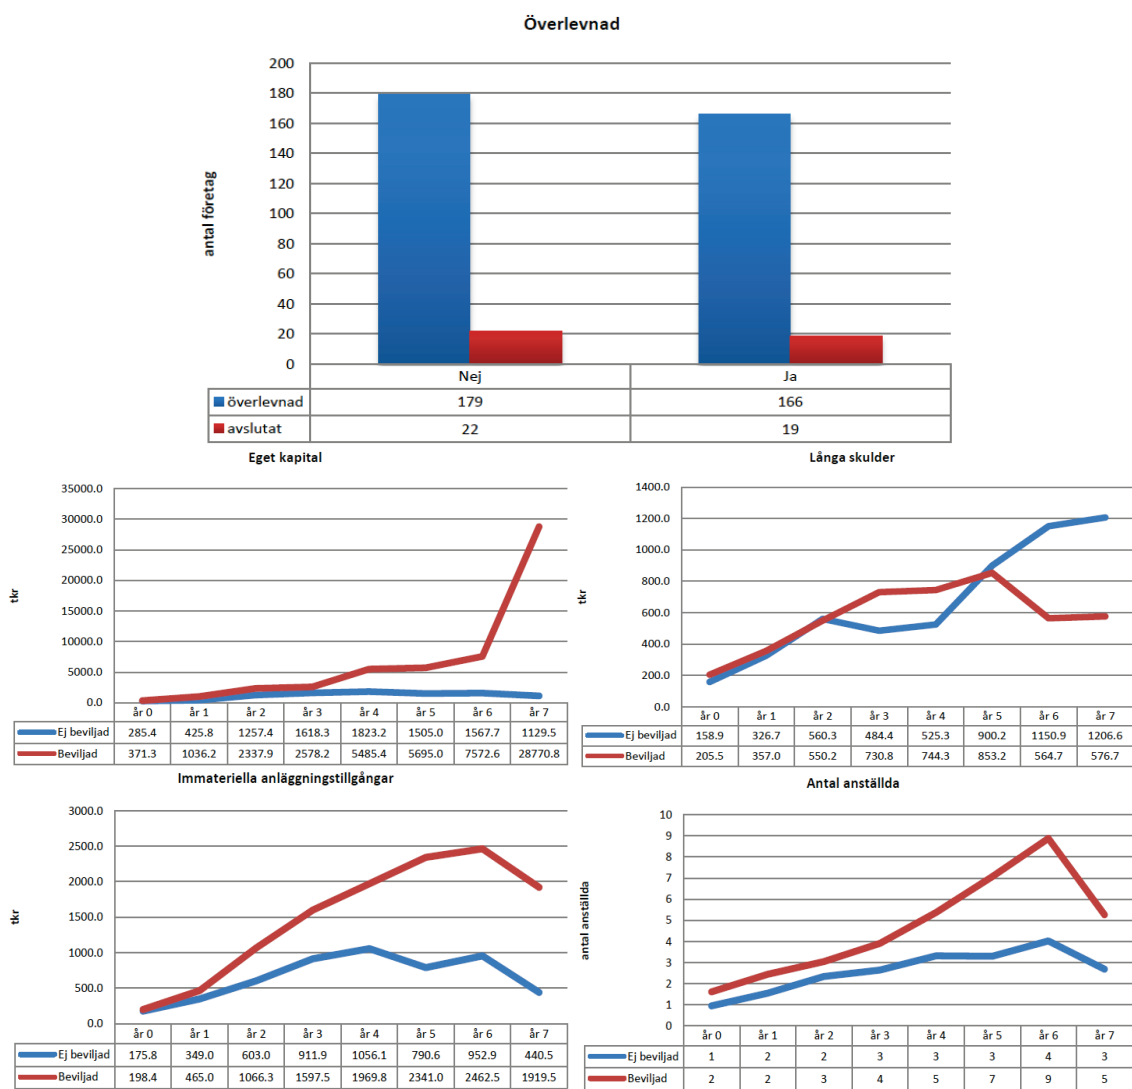 Överlevnad
200
180
160
140
120
100
80
60
40
20
0
antal företag
Nej Ja
överlevnad 179 166
avslutat 22 19
Eget kapital
35000.0
30000.0
25000.0
20000.0
15000.0
10000.0
5000.0
0.0
tkr
år 0 år 1 år 2 år 3 år 4 år 5 år 6 år 7
Ej beviljad 285.4 425.8 1257.4 1618.3 1823.2 1505.0 1567.7 1129.5
Beviljad 371.3 1036.2 2337.9 2578.2 5485.4 5695.0 7572.6 28770.8
Långa skulder
1400.0
1200.0
1000.0
800.0
600.0
400.0
200.0
0.0
tkr
år 0 år 1 år 2 år 3 år 4 år 5 år 6 år 7
Ej beviljad 158.9 326.7 560.3 484.4 525.3 900.2 1150.9 1206.6
Beviljad 205.5 357.0 550.2 730.8 744.3 853.2 564.7 576.7
Immateriella anläggningstillgångar
3000.0
2500.0
2000.0
1500.0
1000.0
500.0
0.0
tkr
år 0 år 1 år 2 år 3 år 4 år 5 år 6 år 7
Ej beviljad 175.8 349.0 603.0 911.9 1056.1 790.6 952.9 440.5
Beviljad 198.4 465.0 1066.3 1597.5 1969.8 2341.0 2462.5 1919.5
Antal anställda
10
9
8
7
6
5
4
3
2
1
0
antal anställda
år 0 år 1 år 2 år 3 år 4 år 5 år 6 år 7
Ej beviljad 1 2 2 3 3 3 4 3
Beviljad 2 2 3 4 5 7 9 5